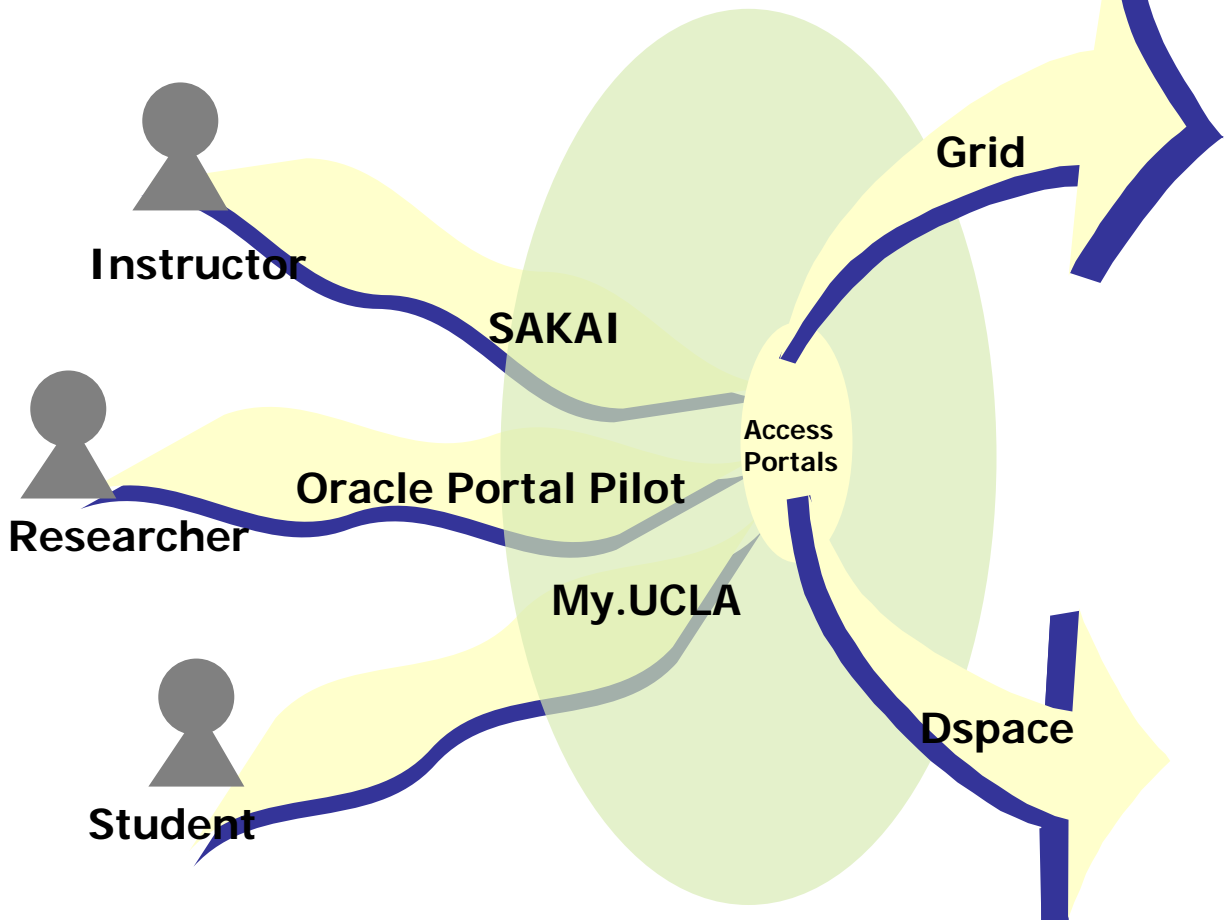 Grid
Instructor
SAKAI
Access
Portals
Oracle Portal Pilot
Researcher
My.UCLA
Dspace
Student